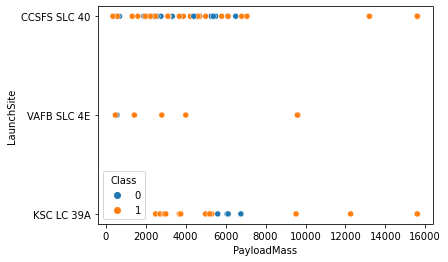 CCSFS SLC 40
VAFB SLC 4E
KSC LC 39A
LaunchSite
Class
0
1
0 2000 4000 6000 8000 10000 12000 14000 16000
PayloadMass